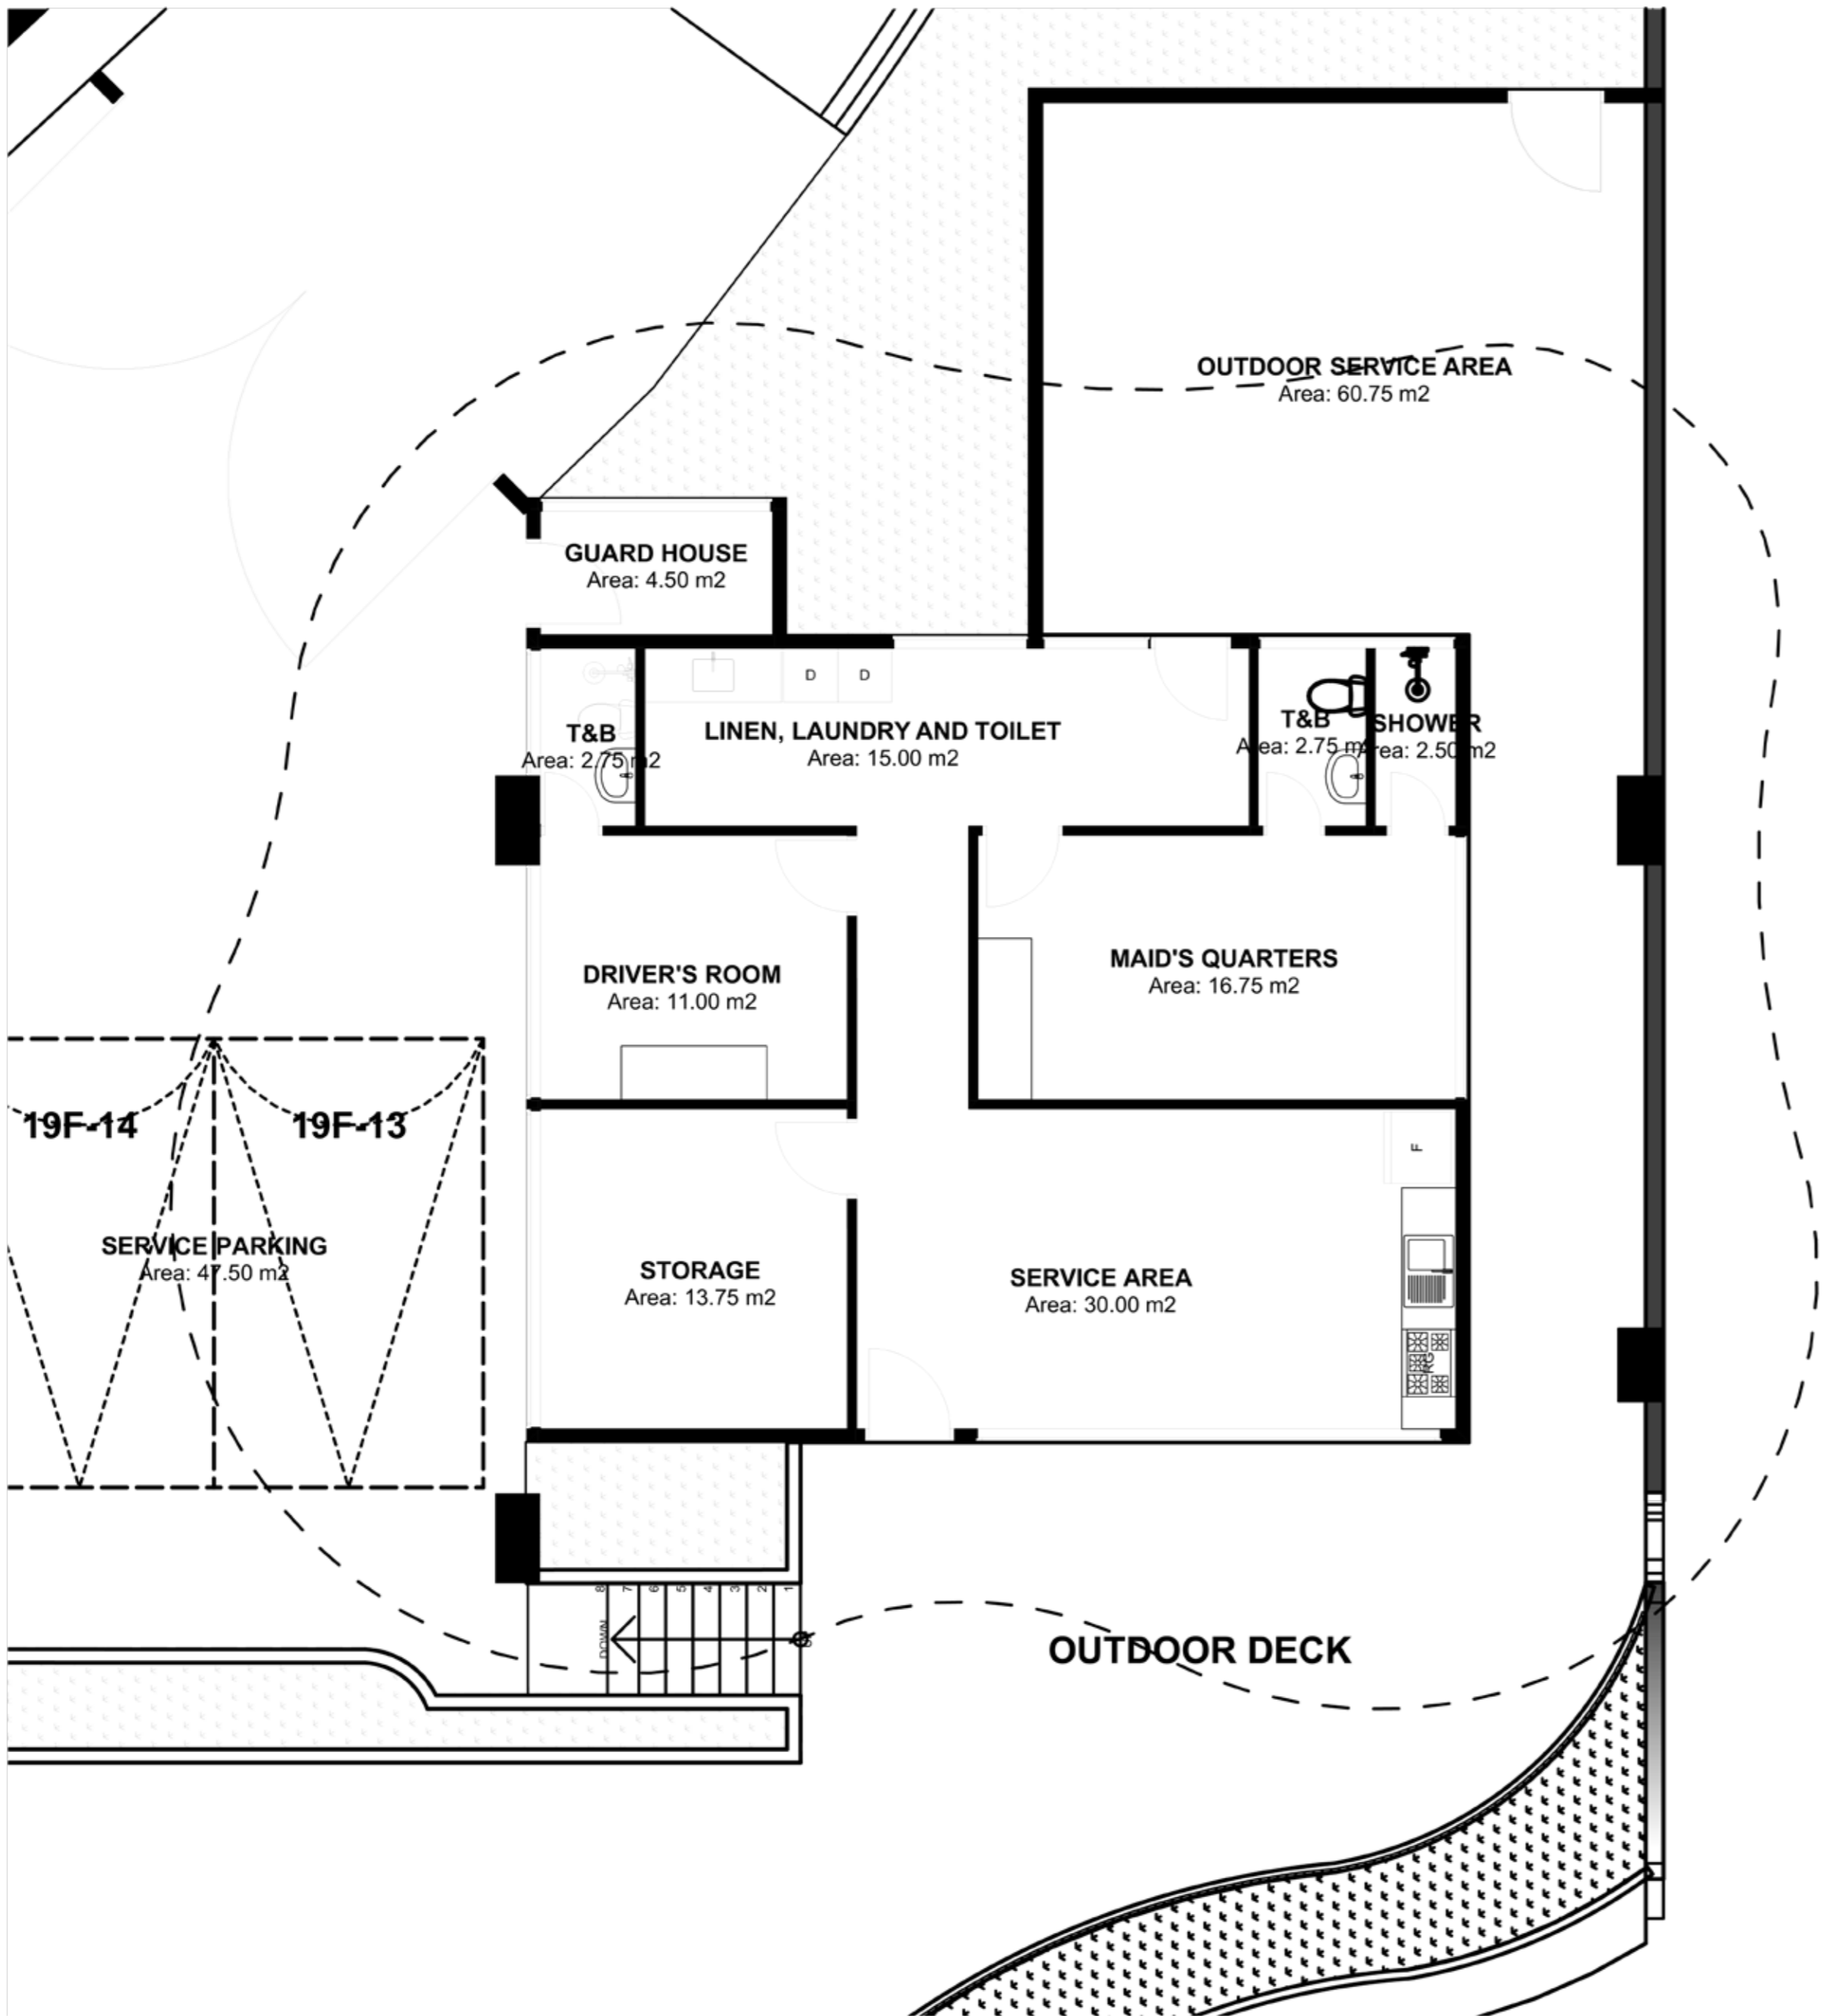 OUTDOOR SERVICE AREA
Area: 60.75 m2
GUARD HOUSE
Area: 4.50 m2
D D
T&B
Area: 2.75 m2
LINEN, LAUNDRY AND TOILET
Area: 15.00 m2
T&B
Area: 2.75 m2
SHOWER
Area: 2.50 m2
DRIVER'S ROOM
Area: 11.00 m2
MAID'S QUARTERS
Area: 16.75 m2
19F-14 19F-13
F
SERVICE PARKING
Area: 47.50 m2
STORAGE
Area: 13.75 m2
SERVICE AREA
Area: 30.00 m2
RG
8 7 6 5 4 3 2 1
DOWN
OUTDOOR DECK